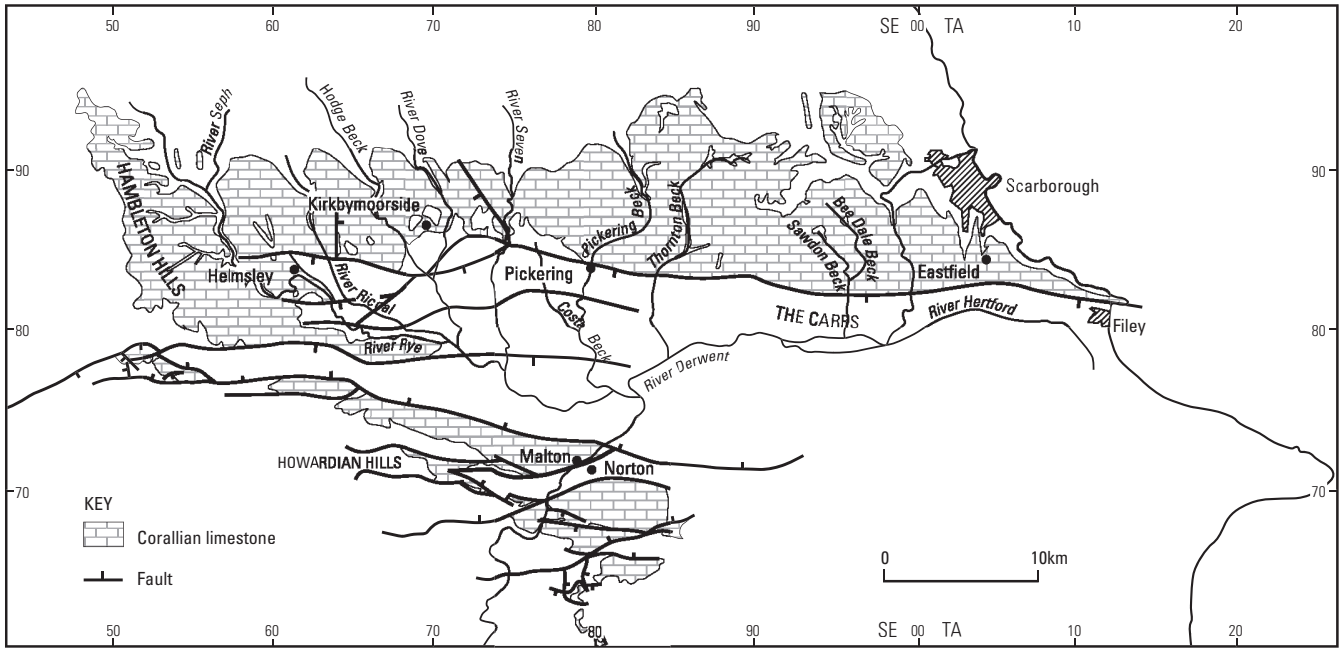 50 60 70 80 90 SE 00 TA 10 20
River Seph
Hodge Beck
River Dove
River Seven
90
90
Scarborough
HAMBLETON HILLS
Kirkbymoorside
Pickering Beck
Thornton Beck
Bee Dale Beck
Sawdon Beck
Helmsley
River Riccal
Pickering
Eastfield
Costa Beck
THE CARRS
River Hertford
Filey
80
80
River Rye
River Derwent
Malton
Norton
HOWARDIAN HILLS
70
70
KEY
Corallian limestone
Fault
0 10km
50 60 70 80 90 SE 00 TA 10 20